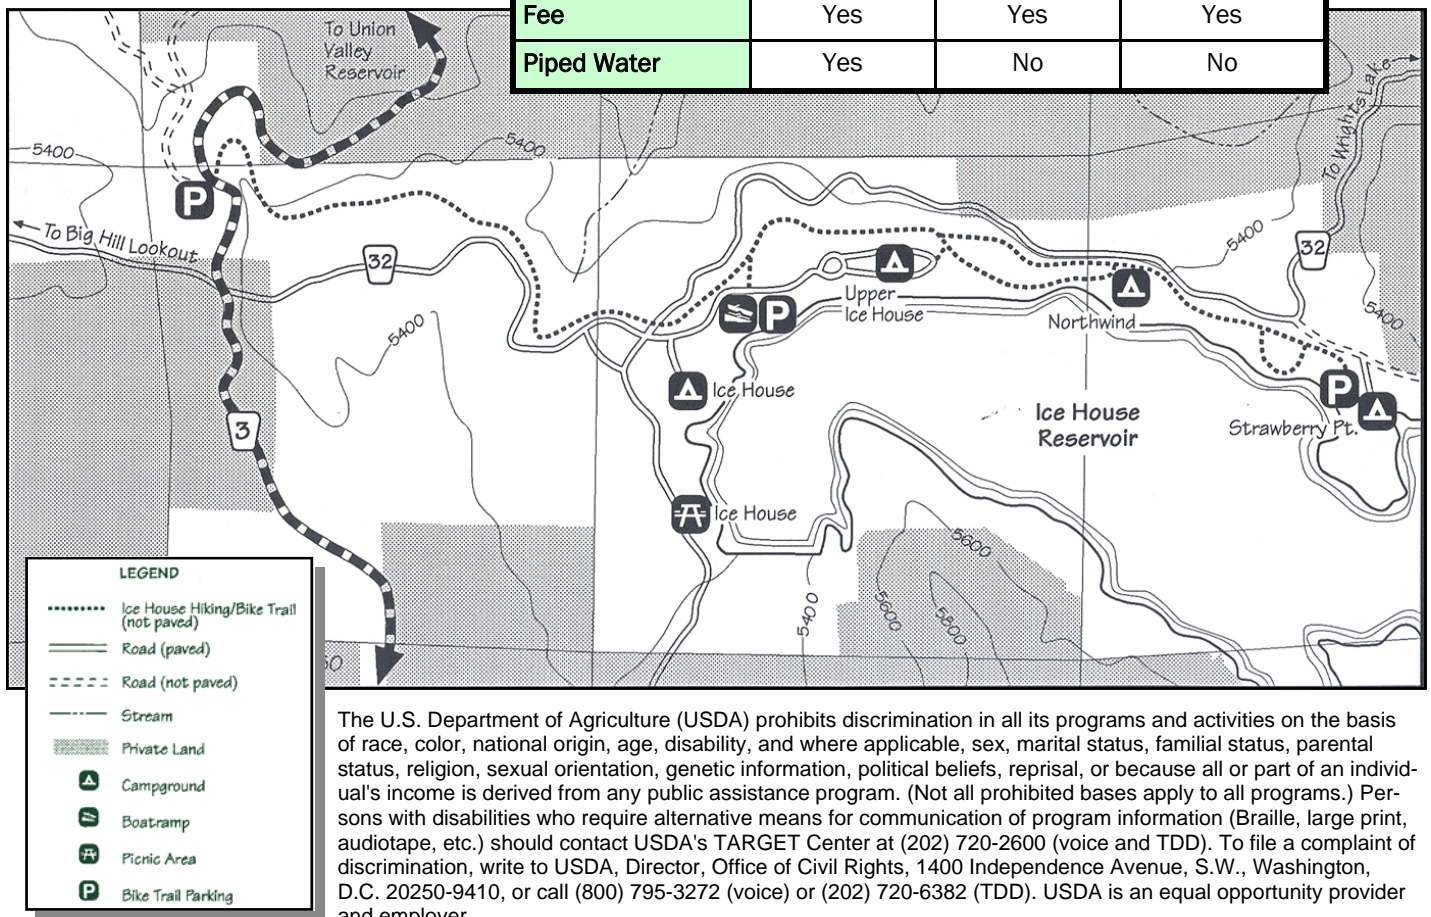 Fee Yes Yes Yes
Piped Water Yes No No
To Union
Valley
Reservoir
To Wrights Lake
5400
5400
To Big Hill Lookout
32
5400
32
Upper
Ice House
Northwind
5400
5400
Ice House
Ice House
Reservoir
Strawberry Pt.
3
Ice House
5600
5400
5600
5800
LEGEND
Ice House Hiking/Bike Trail
(not paved)
Road (paved)
Road (not paved)
Stream
Private Land
Campground
Boatramp
Picnic Area
P Bike Trail Parking
P
P
P
The U.S. Department of Agriculture (USDA) prohibits discrimination in all its programs and activities on the basis
of race, color, national origin, age, disability, and where applicable, sex, marital status, familial status, parental
status, religion, sexual orientation, genetic information, political beliefs, reprisal, or because all or part of an individ-
ual's income is derived from any public assistance program. (Not all prohibited bases apply to all programs.) Per-
sons with disabilities who require alternative means for communication of program information (Braille, large print,
audiotape, etc.) should contact USDA's TARGET Center at (202) 720-2600 (voice and TDD). To file a complaint of
discrimination, write to USDA, Director, Office of Civil Rights, 1400 Independence Avenue, S.W., Washington,
D.C. 20250-9410, or call (800) 795-3272 (voice) or (202) 720-6382 (TDD). USDA is an equal opportunity provider
and employer